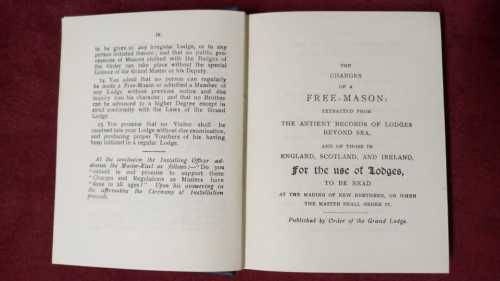 ix.
to be given to any irregular Lodge, or to any
person initiated therein; and that no public pro-
cessions of Masons clothed with the Badges of
the Order can take place without the special
Licence of the Grand Master or his Deputy.
14. You admit that no person can regularly
be made a Free-Mason or admitted a Member of
any Lodge without previous notice and due
inquiry into his character; and that no Brother can
be advanced to a higher Degree except in
strict conformity with the Laws of the Grand
Lodge.
15. You promise that no Visitor shall be
received into your Lodge without due examination,
and producing proper Vouchers of his having
been initiated in a regular Lodge.
At the conclusion the Installing Officer ad-
dresses the Master-Elect as follows:—"Do you
"submit to and promise to support these
"Charges and Regulations as Masters have
"done in all ages?" Upon his answering in
the affirmative the Ceremony of Installation
proceeds.
THE
CHARGES
OF A
FREE-MASON:
EXTRACTED FROM
THE ANTIENT RECORDS OF LODGES
BEYOND SEA,
AND OF THOSE IN
ENGLAND, SCOTLAND, AND IRELAND,
For the use of Lodges,
TO BE READ
AT THE MAKING OF NEW BRETHREN, OR WHEN
THE MASTER SHALL ORDER IT.
Published by Order of the Grand Lodge.